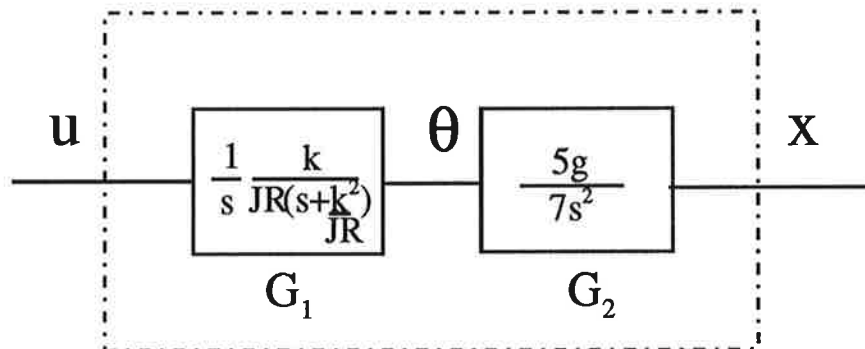 u
θ
x
1
k
5g
s
JR(s+k²)
JR
7s²
G₁
G₂